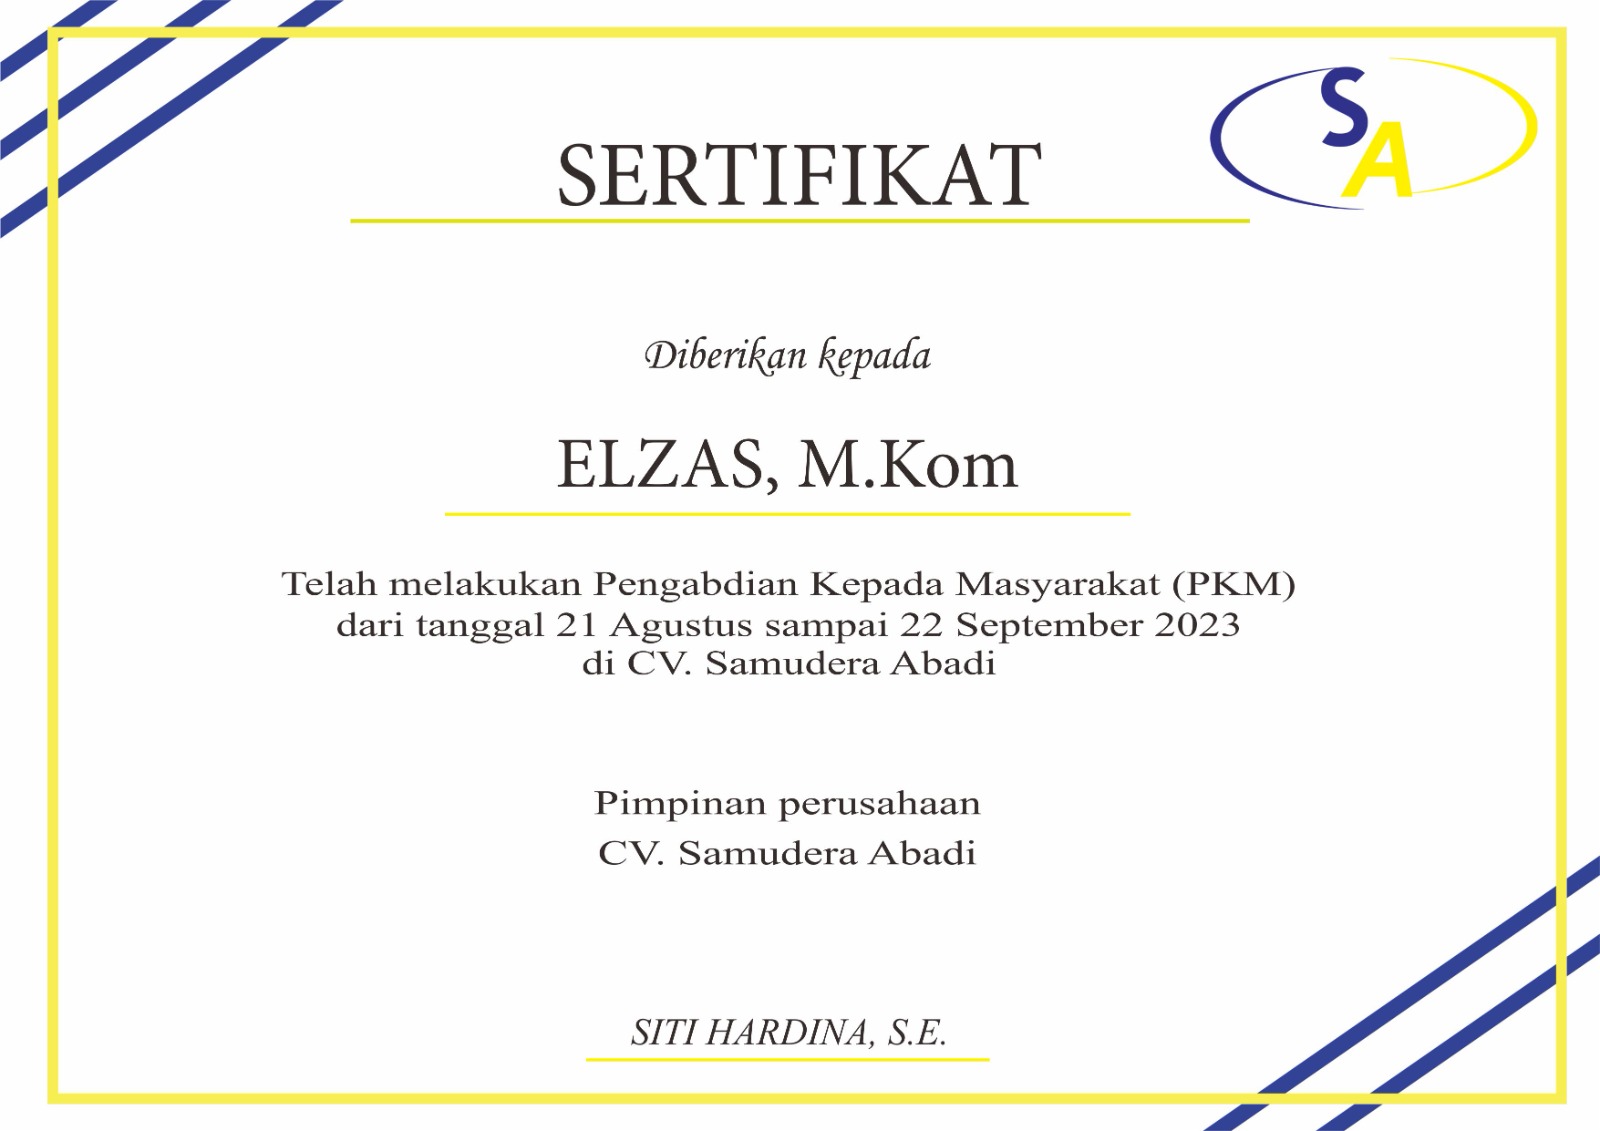 SERTIFIKAT
SA
Diberikan kepada
ELZAS, M.Kom
Telah melakukan Pengabdian Kepada Masyarakat (PKM)
dari tanggal 21 Agustus sampai 22 September 2023
di CV. Samudera Abadi
Pimpinan perusahaan
CV. Samudera Abadi
SITI HARDINA, S.E.